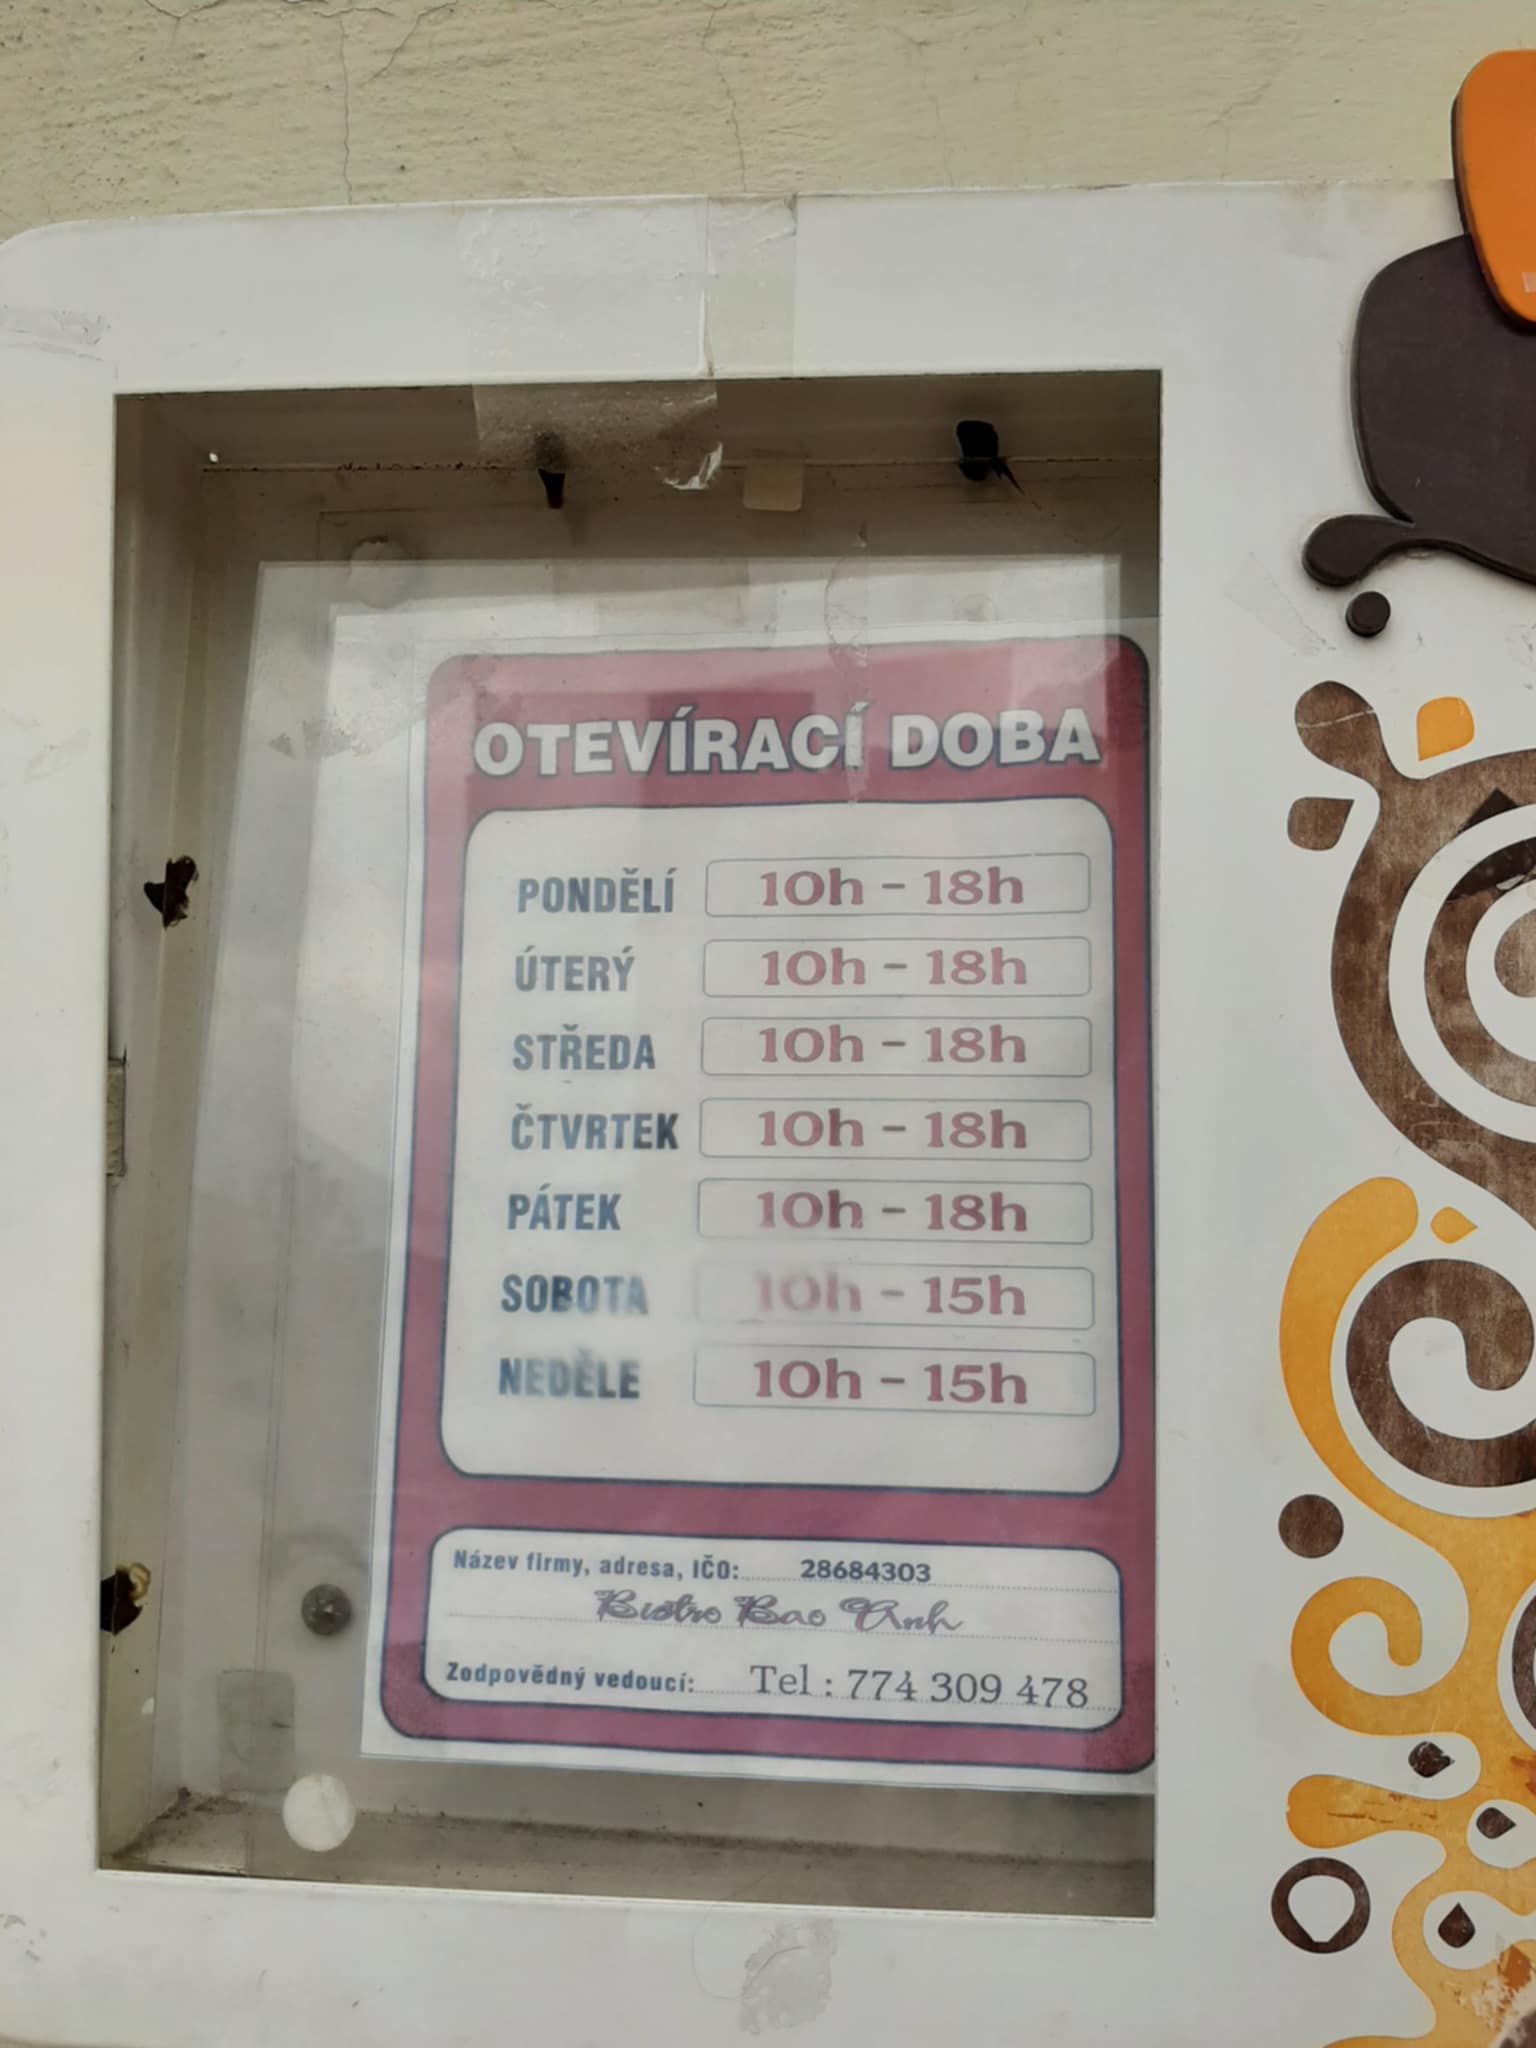 OTEVÍRACÍ DOBA
PONDĚLÍ 10h - 18h
ÚTERÝ 10h - 18h
STŘEDA 10h - 18h
ČTVRTEK 10h - 18h
PÁTEK 10h - 18h
SOBOTA 10h - 15h
NEDĚLE 10h - 15h
Název firmy, adresa, IČO: 28684303
Bistro Bao Anh
Zodpovědný vedoucí: Tel : 774 309 478